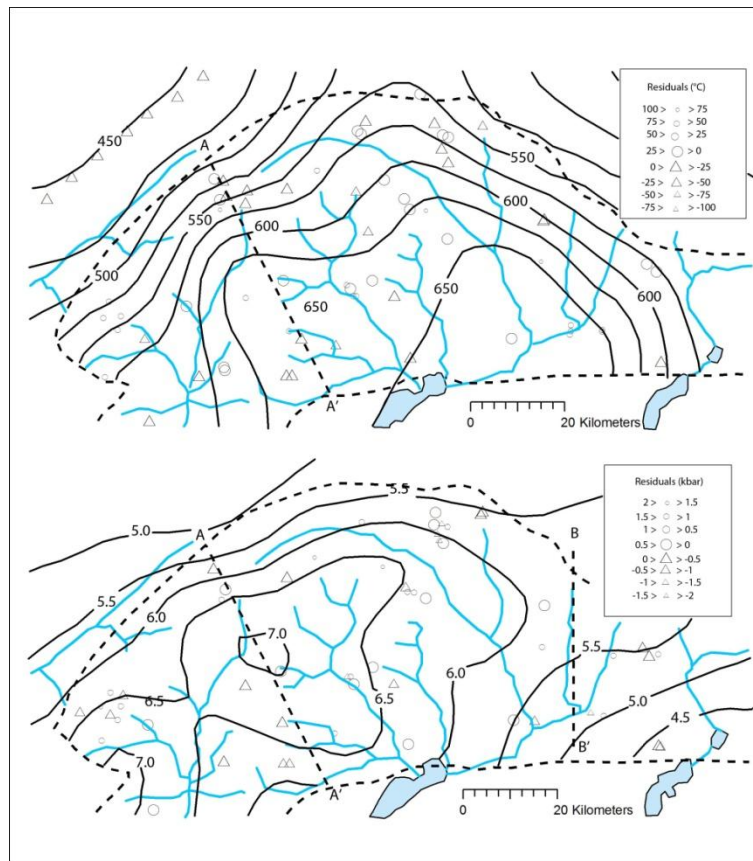 Residuals (°C)
100 > > 75
75 > > 50
50 > > 25
25 > > 0
0 > > -25
-25 > > -50
-50 > > -75
-75 > > -100
450
A
550
550
600
500
600
650
650
600
A'
0 20 Kilometers
Residuals (kbar)
2 > > 1.5
1.5 > > 1
1 > > 0.5
0.5 > > 0
0 > > -0.5
-0.5 > > -1
-1 > > -1.5
-1.5 > > -2
5.5
5.0
A
B
5.5
6.0
7.0
5.5
6.0
6.5
6.5
5.0
4.5
7.0
B'
A'
0 20 Kilometers